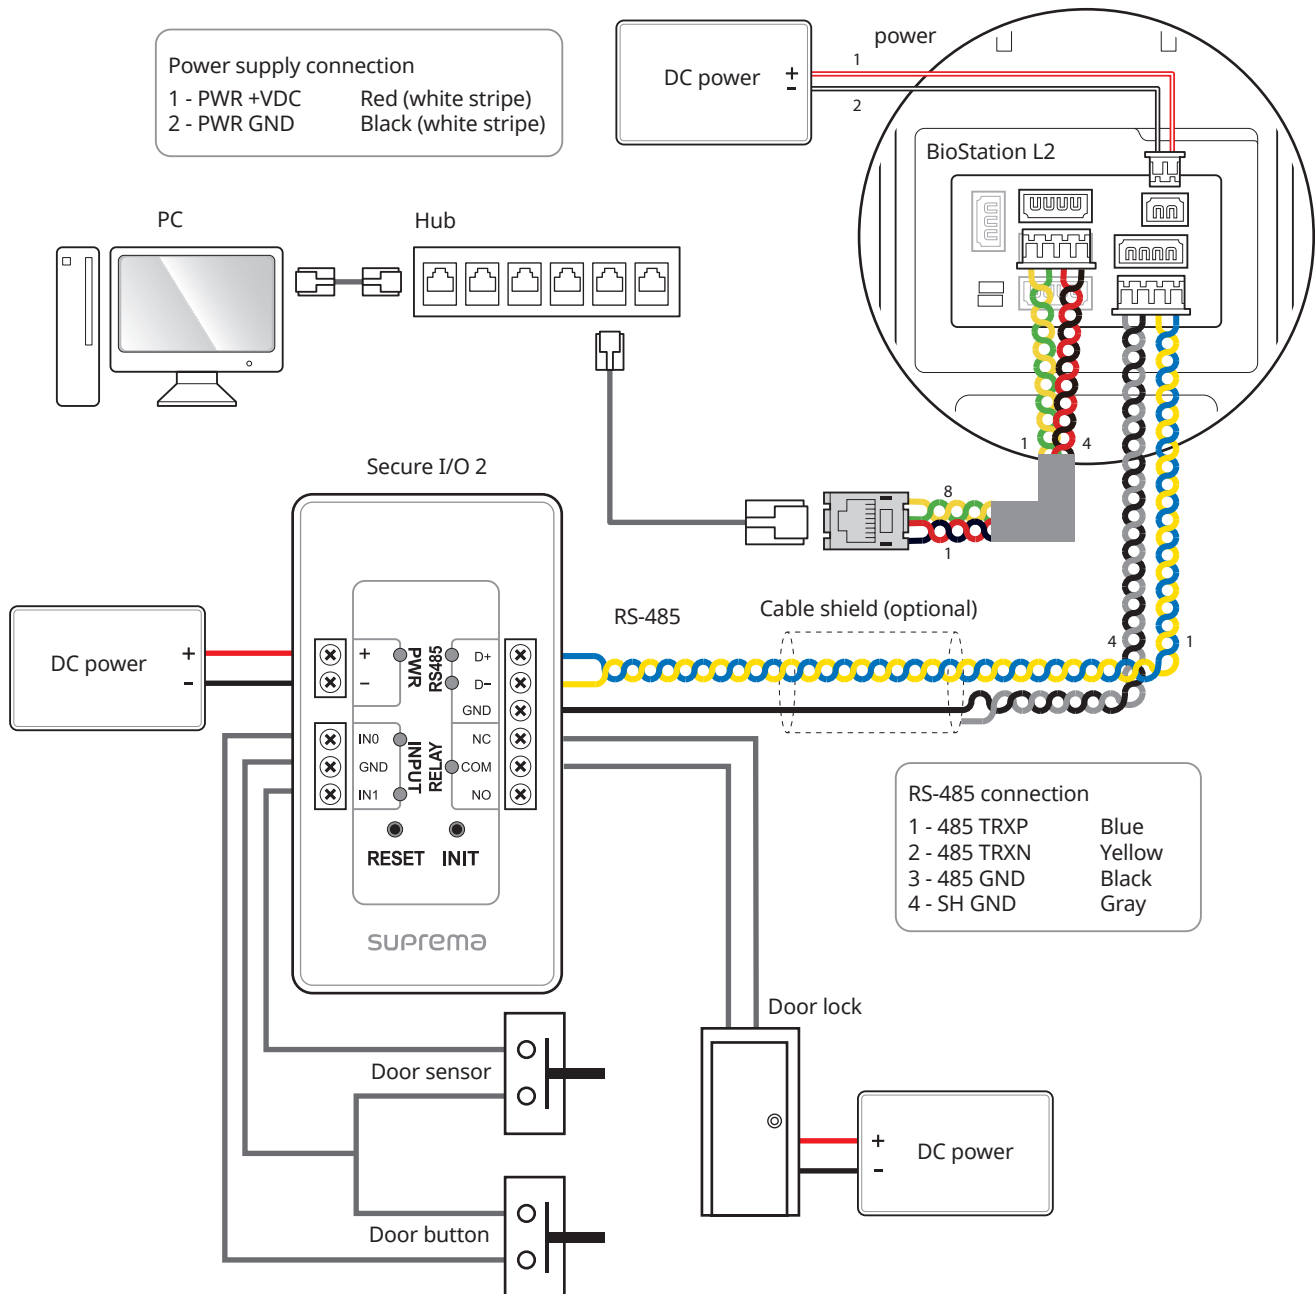 Power supply connection
1 - PWR +VDC Red (white stripe)
2 - PWR GND Black (white stripe)
DC power + -
power
1
2
BioStation L2
PC
Hub
1 4
8
1
Secure I/O 2
DC power + -
+ PWR RS485 D+
- D-
GND
IN0 INPUT RELAY NC
GND COM
IN1 NO
RESET INIT
suprema
RS-485
Cable shield (optional)
4 1
RS-485 connection
1 - 485 TRXP Blue
2 - 485 TRXN Yellow
3 - 485 GND Black
4 - SH GND Gray
Door lock
Door sensor
+ - DC power
Door button